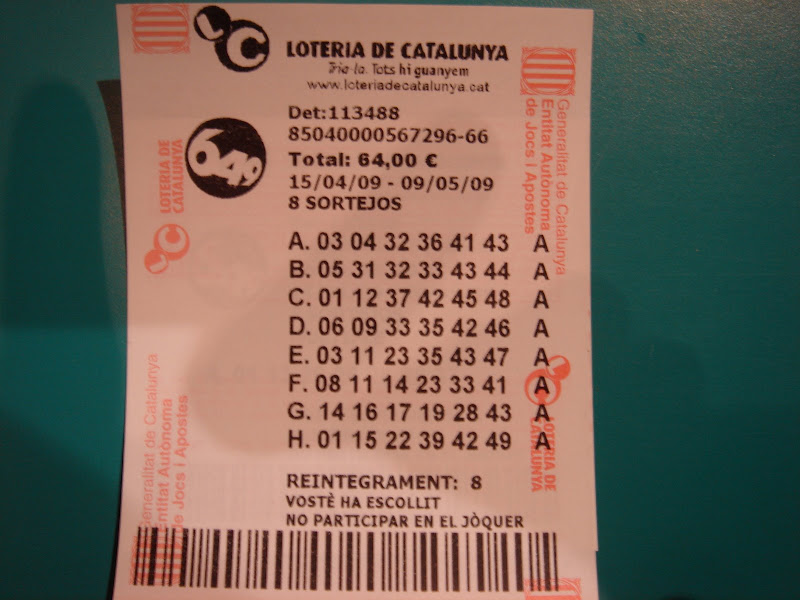 LC
LOTERIA DE CATALUNYA
Tria-la. Tots hi guanyem
www.loteriadecatalunya.cat
Det:113488
85040000567296-66
6/49
Total: 64,00 €
15/04/09 - 09/05/09
8 SORTEJOS
A. 03 04 32 36 41 43 A
B. 05 31 32 33 43 44 A
C. 01 12 37 42 45 48 A
D. 06 09 33 35 42 46 A
E. 03 11 23 35 43 47 A
F. 08 11 14 23 33 41 A
G. 14 16 17 19 28 43 A
H. 01 15 22 39 42 49 A
REINTEGRAMENT: 8
VOSTÈ HA ESCOLLIT
NO PARTICIPAR EN EL JÒQUER
LC
LOTERIA DE
CATALUNYA
Generalitat de Catalunya
Entitat Autònoma
de Jocs i Apostes
Generalitat de Catalunya
Entitat Autònoma
de Jocs i Apostes
LC
LOTERIA DE
CATALUNYA